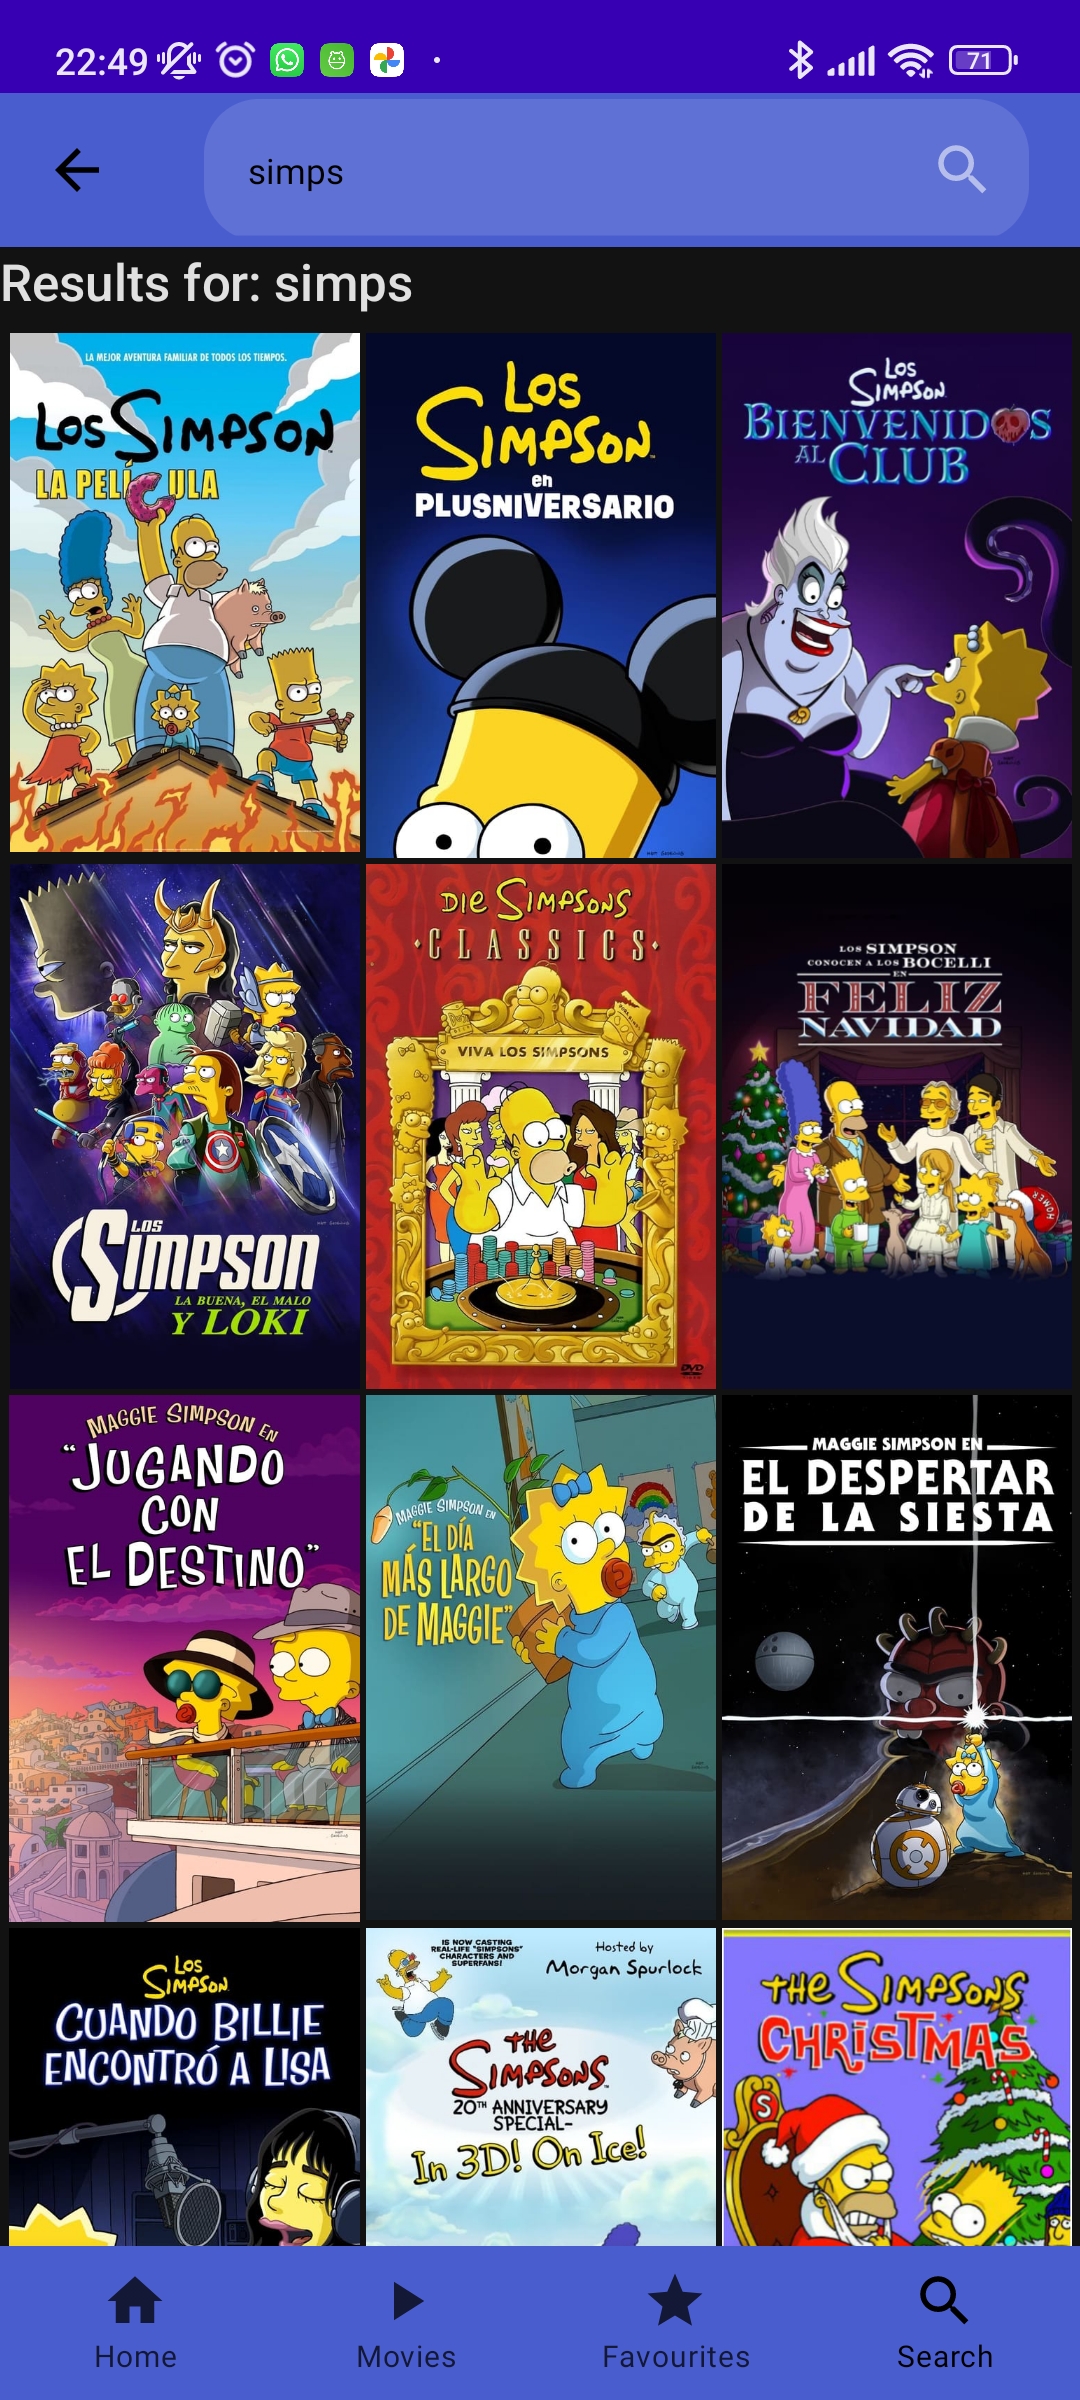 22:49
71
simps
Results for: simps
LA MEJOR AVENTURA FAMILIAR DE TODOS LOS TIEMPOS.
LOS SIMPSON
LA PELÍCULA
LOS
SIMPSON
en
PLUSNIVERSARIO
LOS
SIMPSON
BIENVENIDOS
AL CLUB
LOS
SIMPSON
LA BUENA, EL MALO
Y LOKI
DIE SIMPSONS
CLASSICS
VIVA LOS SIMPSONS
DVD
LOS SIMPSON
CONOCEN A LOS BOCELLI
EN
FELIZ
NAVIDAD
HOMER
MAGGIE SIMPSON EN
"JUGANDO
CON
EL DESTINO"
MAGGIE SIMPSON EN
"EL DÍA
MÁS LARGO
DE MAGGIE"
MAGGIE SIMPSON EN
EL DESPERTAR
DE LA SIESTA
LOS
SIMPSON
CUANDO BILLIE
ENCONTRÓ A LISA
IS NOW CASTING
REAL-LIFE "SIMPSONS"
CHARACTERS AND
SUPERFANS!
Hosted by
Morgan Spurlock
THE
SIMPSONS
20TH ANNIVERSARY
SPECIAL-
In 3D! On Ice!
THE SIMPSONS
CHRISTMAS
S
Home
Movies
Favourites
Search